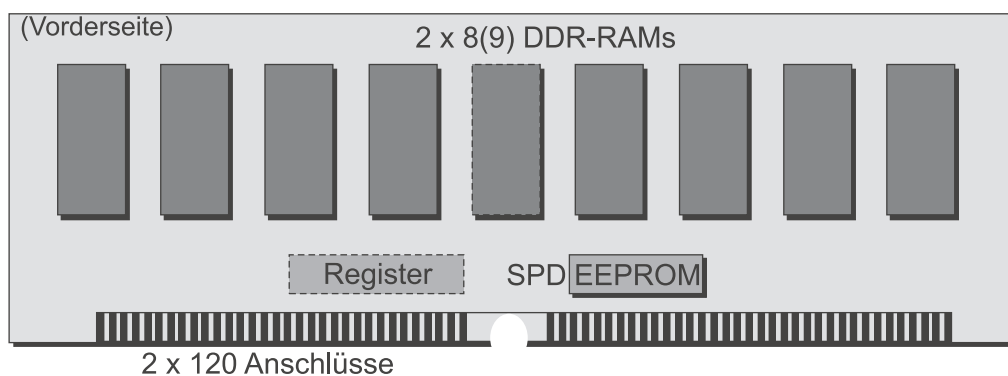 (Vorderseite)
2 x 8(9) DDR-RAMs
Register
SPD EEPROM
2 x 120 Anschlüsse